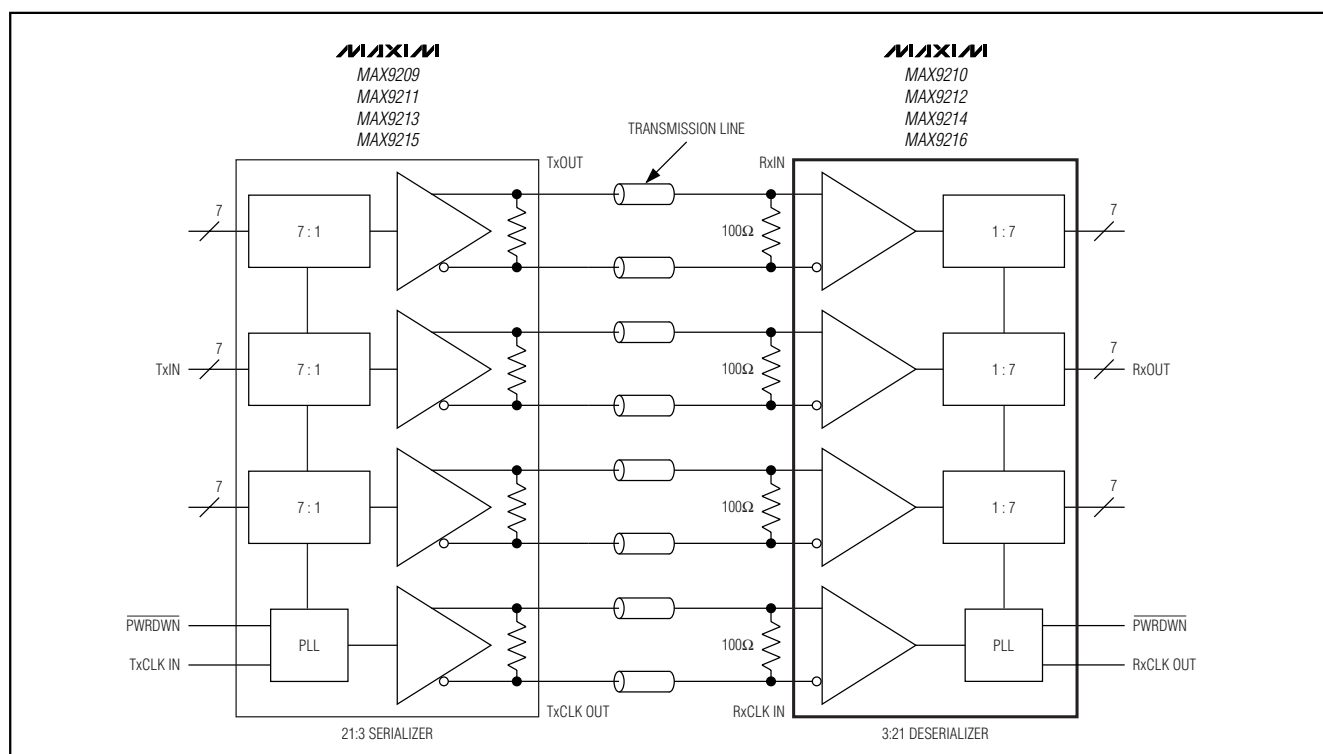 MAXIM
MAX9209
MAX9211
MAX9213
MAX9215
MAXIM
MAX9210
MAX9212
MAX9214
MAX9216
TRANSMISSION LINE
TxOUT
RxIN
7
7 : 1
100Ω
1 : 7
7
7
TxIN
7 : 1
100Ω
1 : 7
7
RxOUT
7
7 : 1
100Ω
1 : 7
7
PWRDWN
TxCLK IN
PLL
100Ω
PLL
PWRDWN
RxCLK OUT
TxCLK OUT
RxCLK IN
21:3 SERIALIZER
3:21 DESERIALIZER